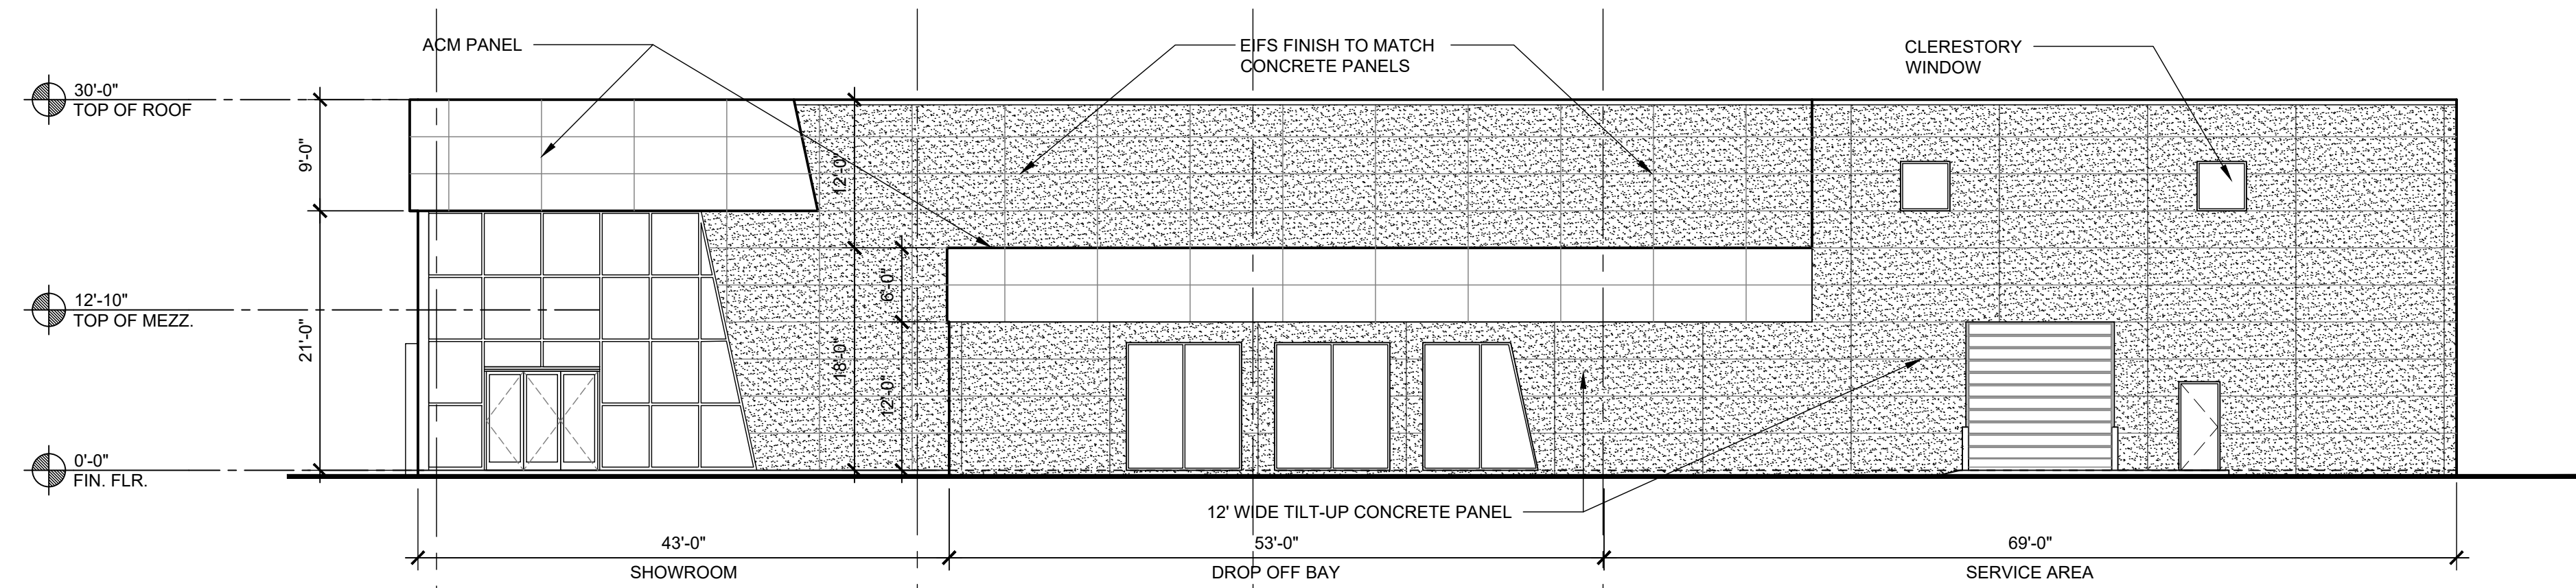 ACM PANEL
EIFS FINISH TO MATCH
CONCRETE PANELS
CLERESTORY
WINDOW
30'-0"
TOP OF ROOF
9'-0"
12'-0"
6'-0"
12'-10"
TOP OF MEZZ.
21'-0"
18'-0"
12'-0"
0'-0"
FIN. FLR.
12' WIDE TILT-UP CONCRETE PANEL
43'-0"
53'-0"
69'-0"
SHOWROOM
DROP OFF BAY
SERVICE AREA